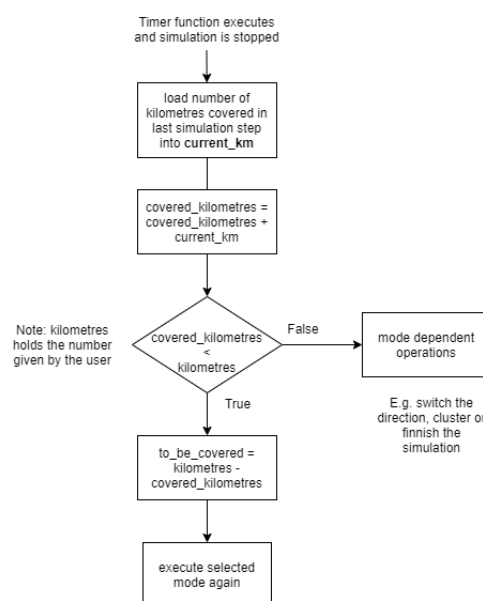 Timer function executes
and simulation is stopped
load number of
kilometres covered in
last simulation step
into current_km
covered_kilometres =
covered_kilometres +
current_km
Note: kilometres
holds the number
given by the user
covered_kilometres
<
kilometres
False
mode dependent
operations
E.g. switch the
direction, cluster or
finnish the
simulation
True
to_be_covered =
kilometres -
covered_kilometres
execute selected
mode again